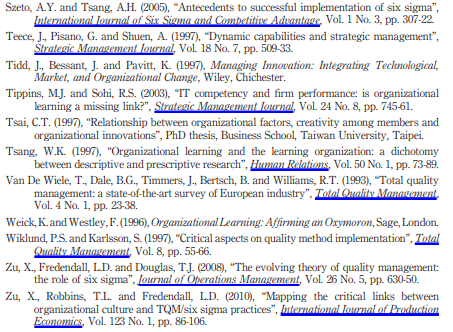 Szeto, A.Y. and Tsang, A.H. (2005), “Antecedents to successful implementation of six sigma”,
International Journal of Six Sigma and Competitive Advantage, Vol. 1 No. 3, pp. 307-22.
Teece, J., Pisano, G. and Shuen, A. (1997), “Dynamic capabilities and strategic management”,
Strategic Management Journal, Vol. 18 No. 7, pp. 509-33.
Tidd, J., Bessant, J. and Pavitt, K. (1997), Managing Innovation: Integrating Technological,
Market, and Organizational Change, Wiley, Chichester.
Tippins, M.J. and Sohi, R.S. (2003), “IT competency and firm performance: is organizational
learning a missing link?”, Strategic Management Journal, Vol. 24 No. 8, pp. 745-61.
Tsai, C.T. (1997), “Relationship between organizational factors, creativity among members and
organizational innovations”, PhD thesis, Business School, Taiwan University, Taipei.
Tsang, W.K. (1997), “Organizational learning and the learning organization: a dichotomy
between descriptive and prescriptive research”, Human Relations, Vol. 50 No. 1, pp. 73-89.
Van De Wiele, T., Dale, B.G., Timmers, J., Bertsch, B. and Williams, R.T. (1993), “Total quality
management: a state-of-the-art survey of European industry”, Total Quality Management,
Vol. 4 No. 1, pp. 23-38.
Weick, K. and Westley, F. (1996), Organizational Learning: Affirming an Oxymoron, Sage, London.
Wiklund, P.S. and Karlsson, S. (1997), “Critical aspects on quality method implementation”, Total
Quality Management, Vol. 8, pp. 55-66.
Zu, X., Fredendall, L.D. and Douglas, T.J. (2008), “The evolving theory of quality management:
the role of six sigma”, Journal of Operations Management, Vol. 26 No. 5, pp. 630-50.
Zu, X., Robbins, T.L. and Fredendall, L.D. (2010), “Mapping the critical links between
organizational culture and TQM/six sigma practices”, International Journal of Production
Economics, Vol. 123 No. 1, pp. 86-106.